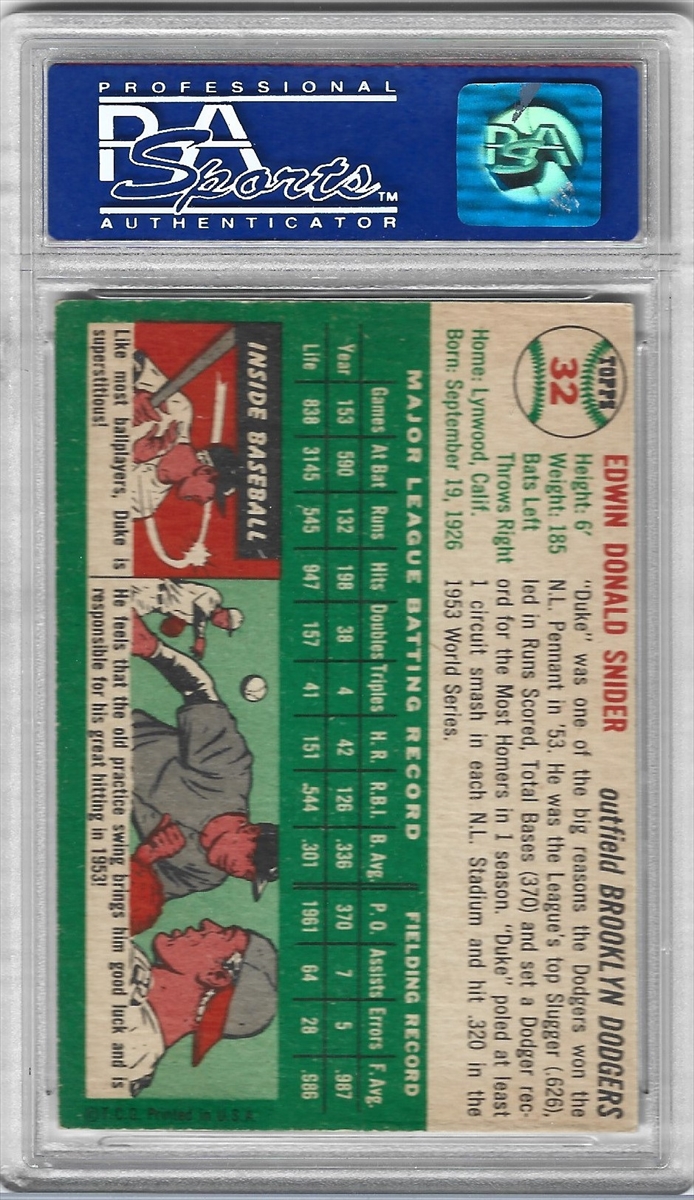 PROFESSIONAL
PSA
Sports™
AUTHENTICATOR
PSA
TOPPS
32
EDWIN DONALD SNIDER
outfield BROOKLYN DODGERS
Height: 6'
Weight: 185
Bats Left
Throws Right
Home: Lynwood, Calif.
Born: September 19, 1926
"Duke" was one of the big reasons the Dodgers won the
N.L. Pennant in '53. He was the League's top Slugger (.626),
led in Runs Scored, Total Bases (370) and set a Dodger rec-
ord for the Most Homers in 1 season. "Duke" poled at least
1 circuit smash in each N.L. Stadium and hit .320 in the
1953 World Series.
MAJOR LEAGUE BATTING RECORD FIELDING RECORD
Games At Bat Runs Hits Doubles Triples H. R. R.B.I. B. Avg. P. O. Assists Errors F. Avg.
Year 153 590 132 198 38 4 42 126 .336 370 7 5 .987
Life 838 3145 545 947 157 41 151 544 .301 1961 64 28 .986
INSIDE BASEBALL
Like most ballplayers, Duke is
superstitious!
He feels that the old practice swing brings him good luck and is
responsible for his great hitting in 1953!
©T.C.G. Printed in U.S.A.